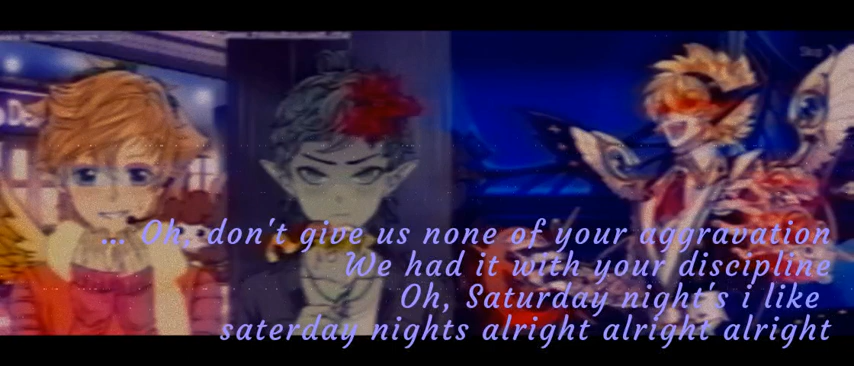 ... Oh, don't give us none of your aggravation
We had it with your discipline
Oh, Saturday night's i like
saterday nights alright alright alright